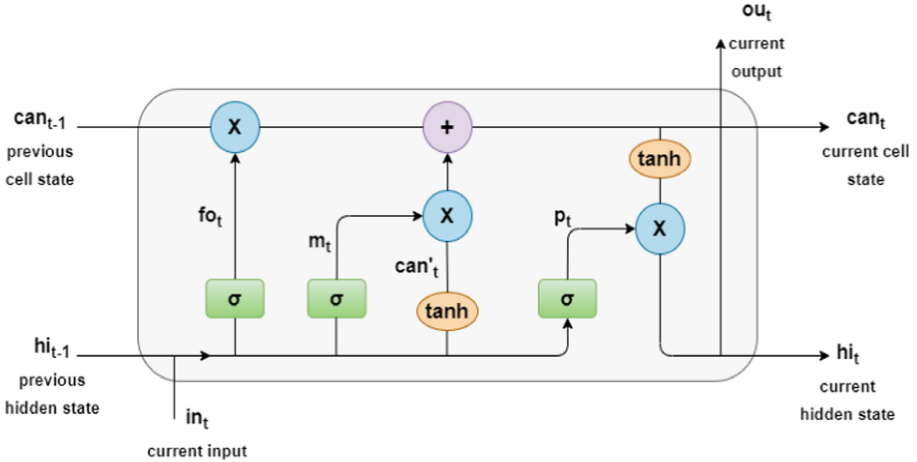 ou_t
current
output
can_t-1
previous
cell state
X
+
can_t
current cell
state
tanh
fo_t
m_t
X
p_t
X
can'_t
σ
σ
tanh
σ
hi_t-1
previous
hidden state
hi_t
current
hidden state
in_t
current input